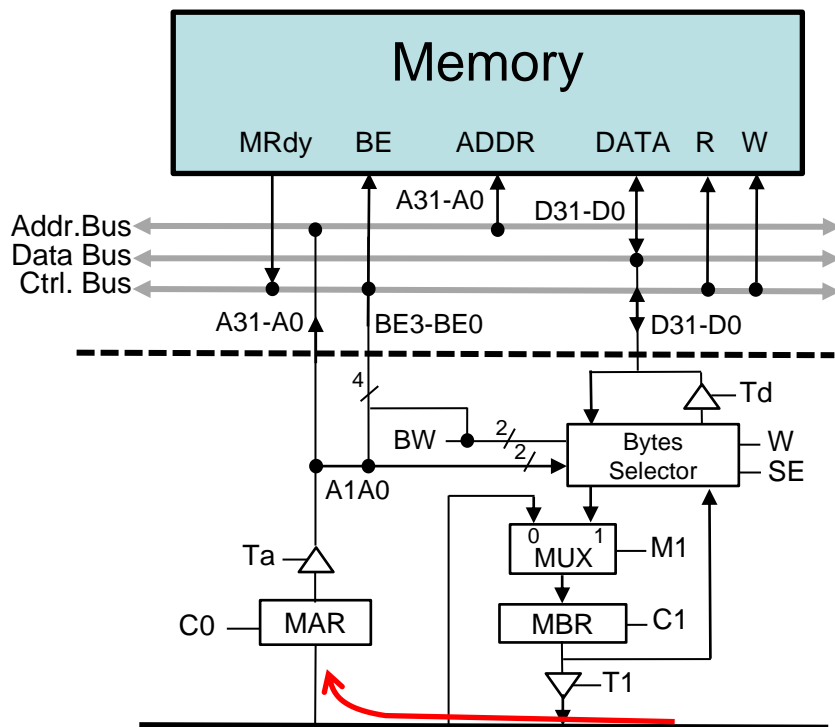 Memory
MRdy BE ADDR DATA R W
A31-A0 D31-D0
Addr.Bus
Data Bus
Ctrl. Bus
A31-A0 BE3-BE0 D31-D0
4
Td
BW 2 Bytes Selector W
2 SE
A1A0
0 1
Ta MUX M1
C0 MAR MBR C1
T1